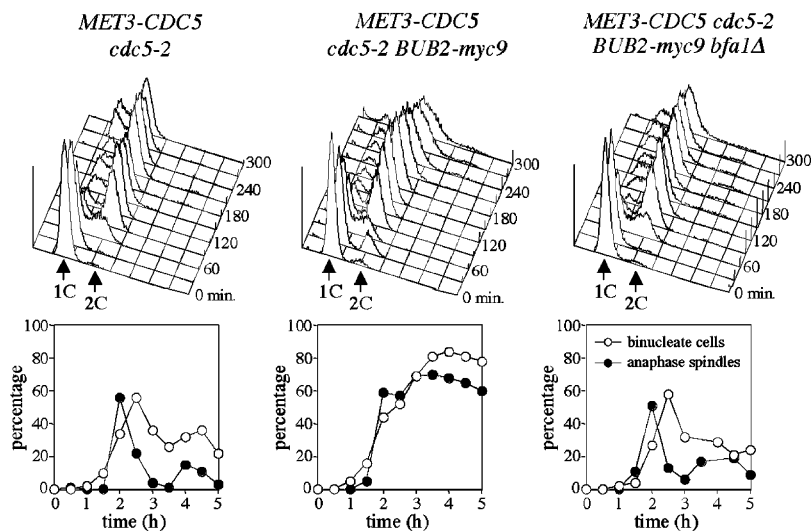 MET3-CDC5
cdc5-2
MET3-CDC5
cdc5-2 BUB2-myc9
MET3-CDC5 cdc5-2
BUB2-myc9 bfa1Δ
300
240
180
120
60
0 min.
1C
2C
300
240
180
120
60
0 min.
1C
2C
300
240
180
120
60
0 min.
1C
2C
percentage
100
80
60
40
20
0
0 1 2 3 4 5
time (h)
percentage
100
80
60
40
20
0
0 1 2 3 4 5
time (h)
percentage
100
80
60
40
20
0
binucleate cells
anaphase spindles
0 1 2 3 4 5
time (h)